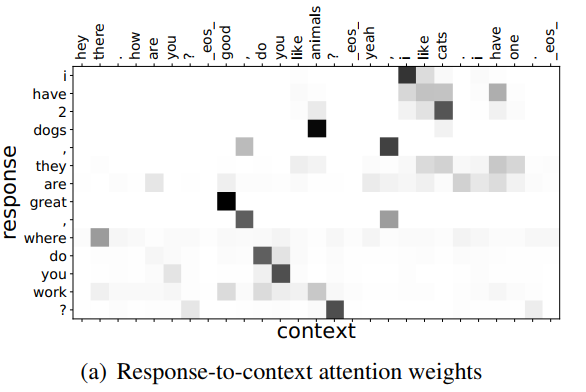 hey there . how are you ? _eos_ good , do you like animals ? _eos_ yeah , i like cats . i have one . _eos_
response
i
have
2
dogs
,
they
are
great
,
where
do
you
work
?
context
(a) Response-to-context attention weights